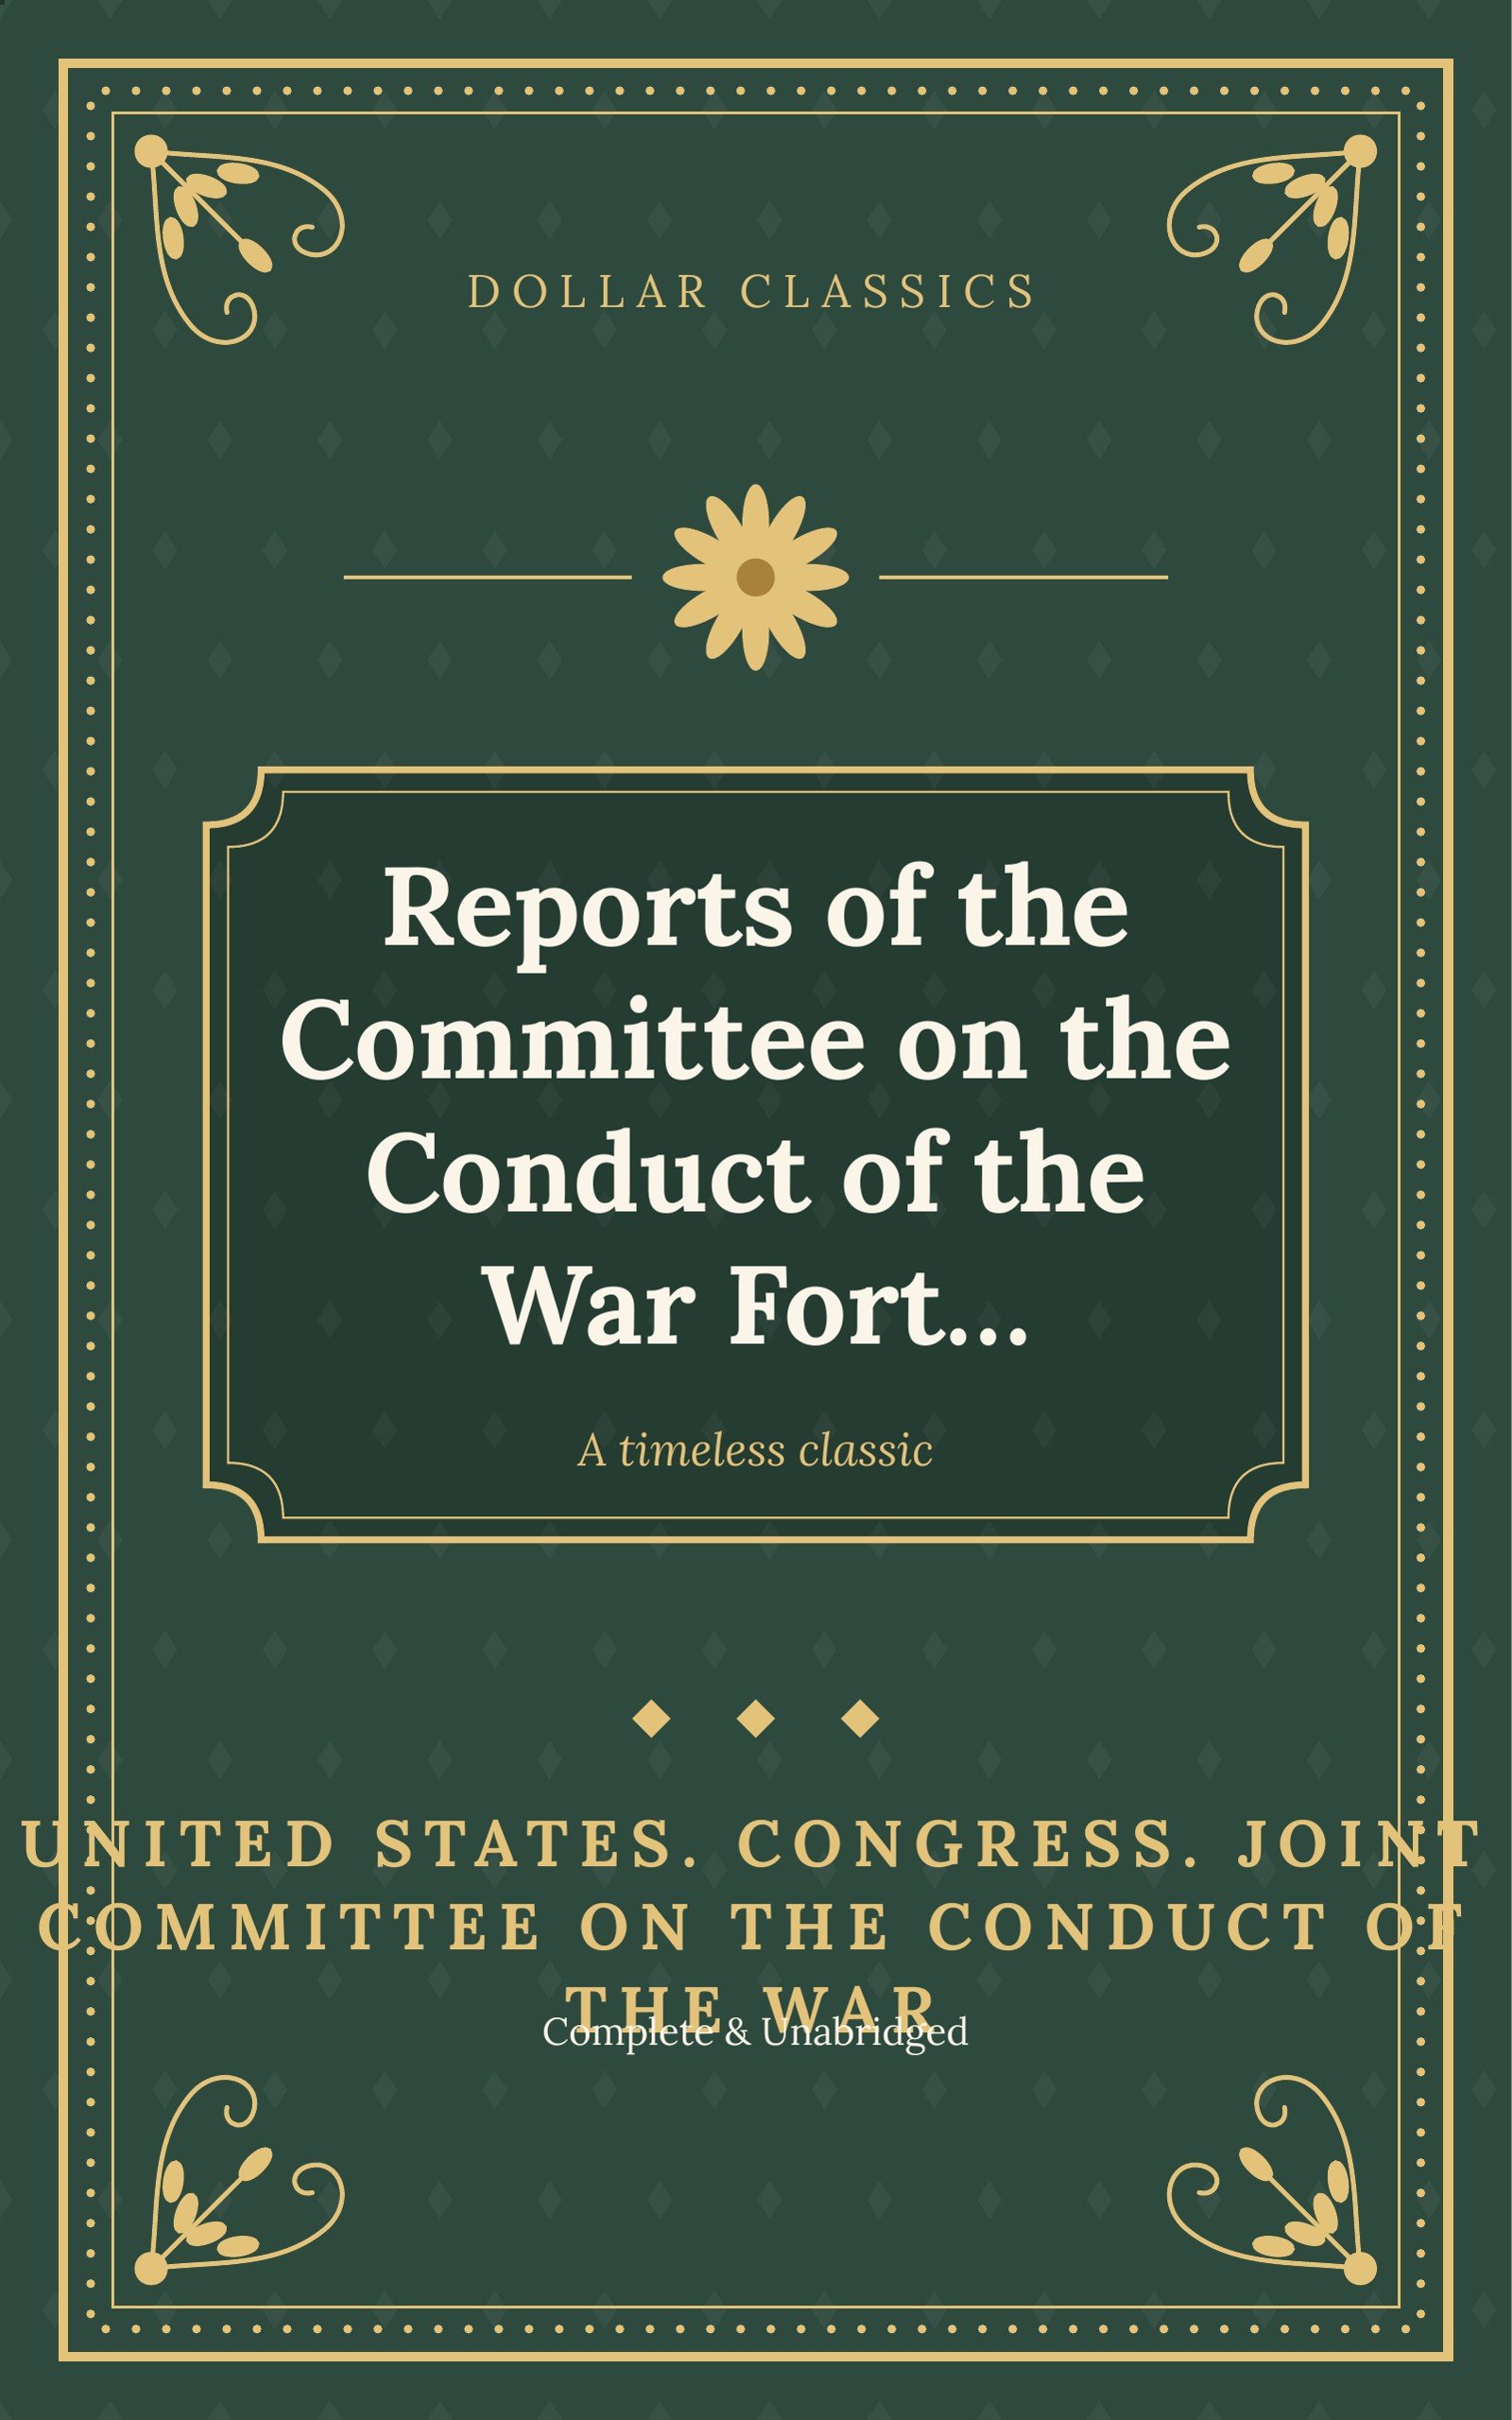 DOLLAR CLASSICS
Reports of the
Committee on the
Conduct of the
War Fort...
A timeless classic
UNITED STATES. CONGRESS. JOINT
COMMITTEE ON THE CONDUCT OF
THE WAR
Complete & Unabridged